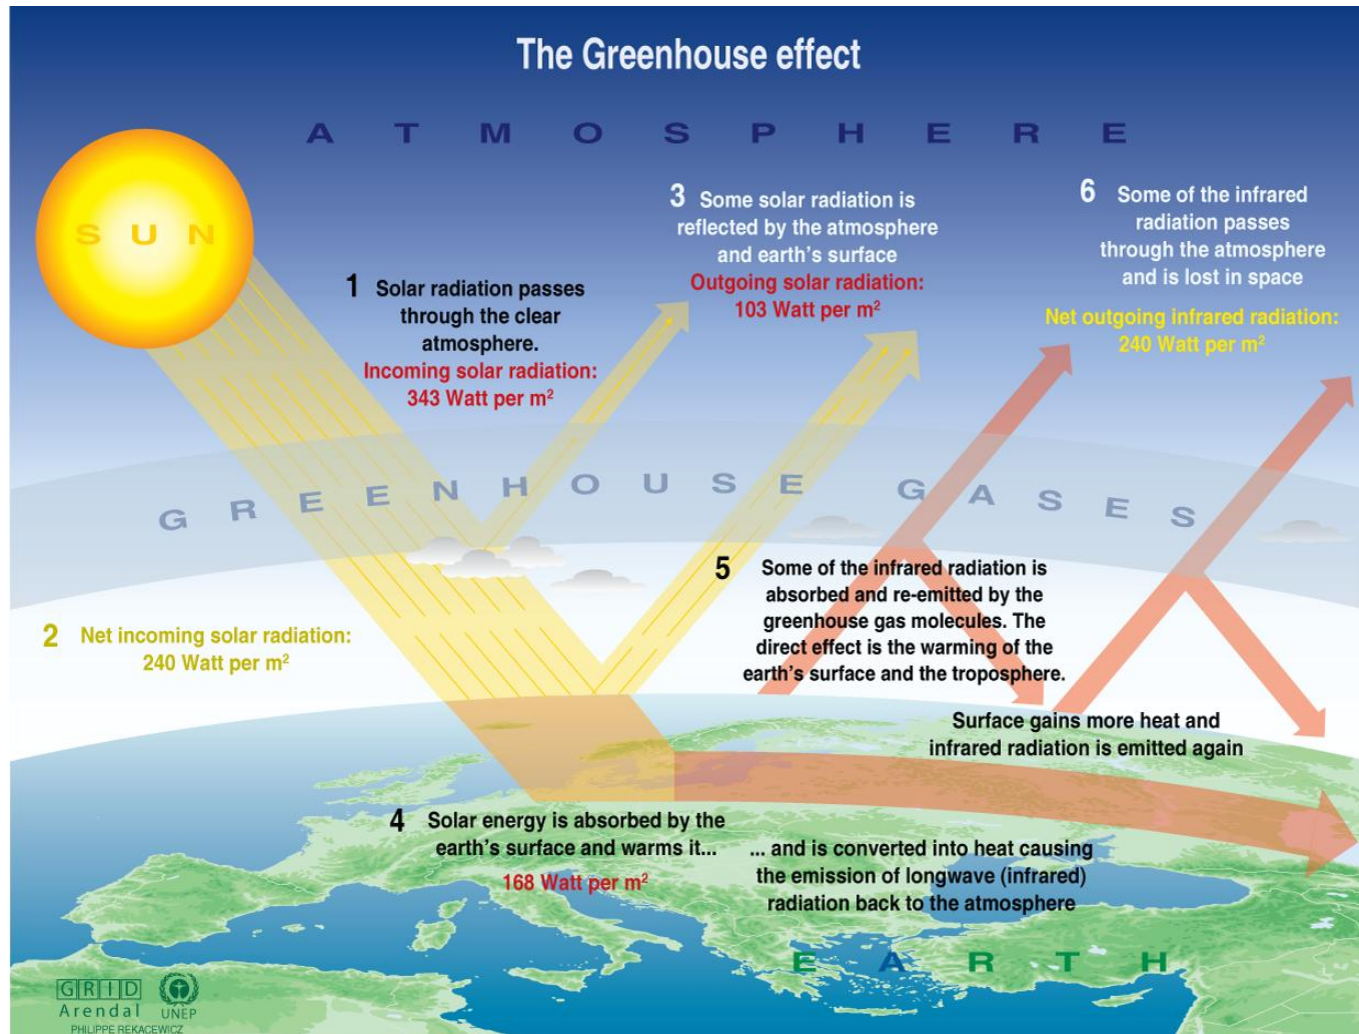 The Greenhouse effect
ATMOSPHERE
SUN
1 Solar radiation passes
through the clear
atmosphere.
Incoming solar radiation:
343 Watt per m²
3 Some solar radiation is
reflected by the atmosphere
and earth's surface
Outgoing solar radiation:
103 Watt per m²
6 Some of the infrared
radiation passes
through the atmosphere
and is lost in space
Net outgoing infrared radiation:
240 Watt per m²
GREENHOUSE GASES
2 Net incoming solar radiation:
240 Watt per m²
5 Some of the infrared radiation is
absorbed and re-emitted by the
greenhouse gas molecules. The
direct effect is the warming of the
earth's surface and the troposphere.
Surface gains more heat and
infrared radiation is emitted again
4 Solar energy is absorbed by the
earth's surface and warms it...
168 Watt per m²
... and is converted into heat causing
the emission of longwave (infrared)
radiation back to the atmosphere
EARTH
GRID
Arendal
UNEP
PHILIPPE REKACEWICZ